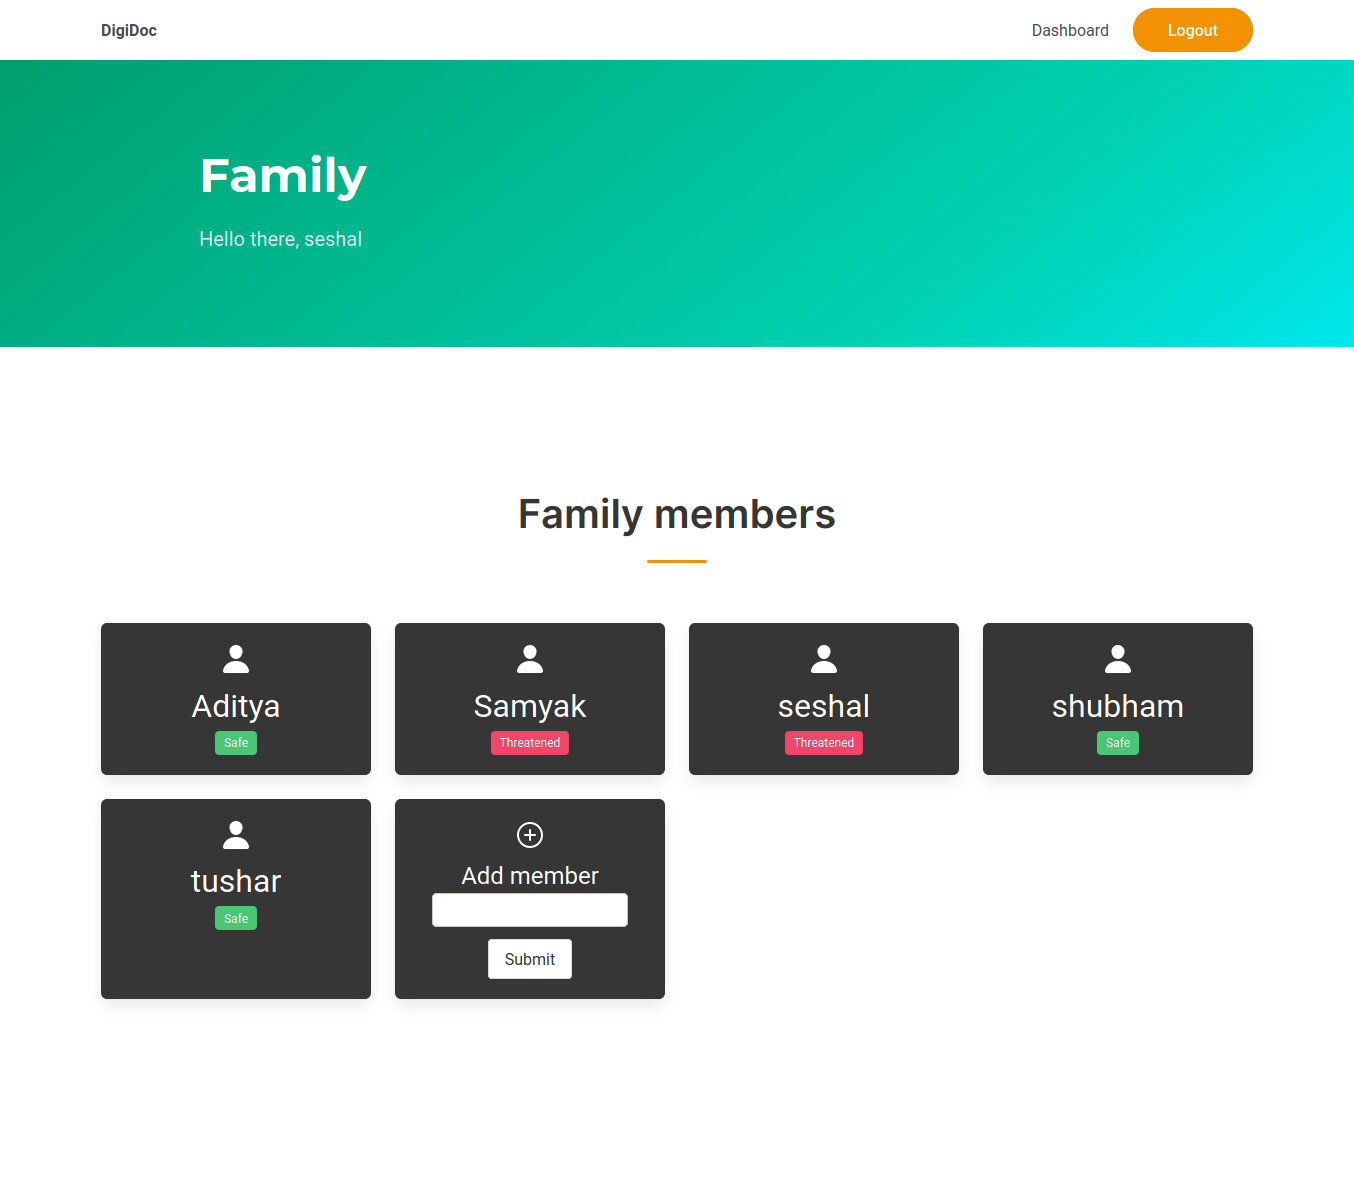 DigiDoc
Dashboard
Logout
Family
Hello there, seshal
Family members
Aditya
Safe
Samyak
Threatened
seshal
Threatened
shubham
Safe
tushar
Safe
Add member
Submit